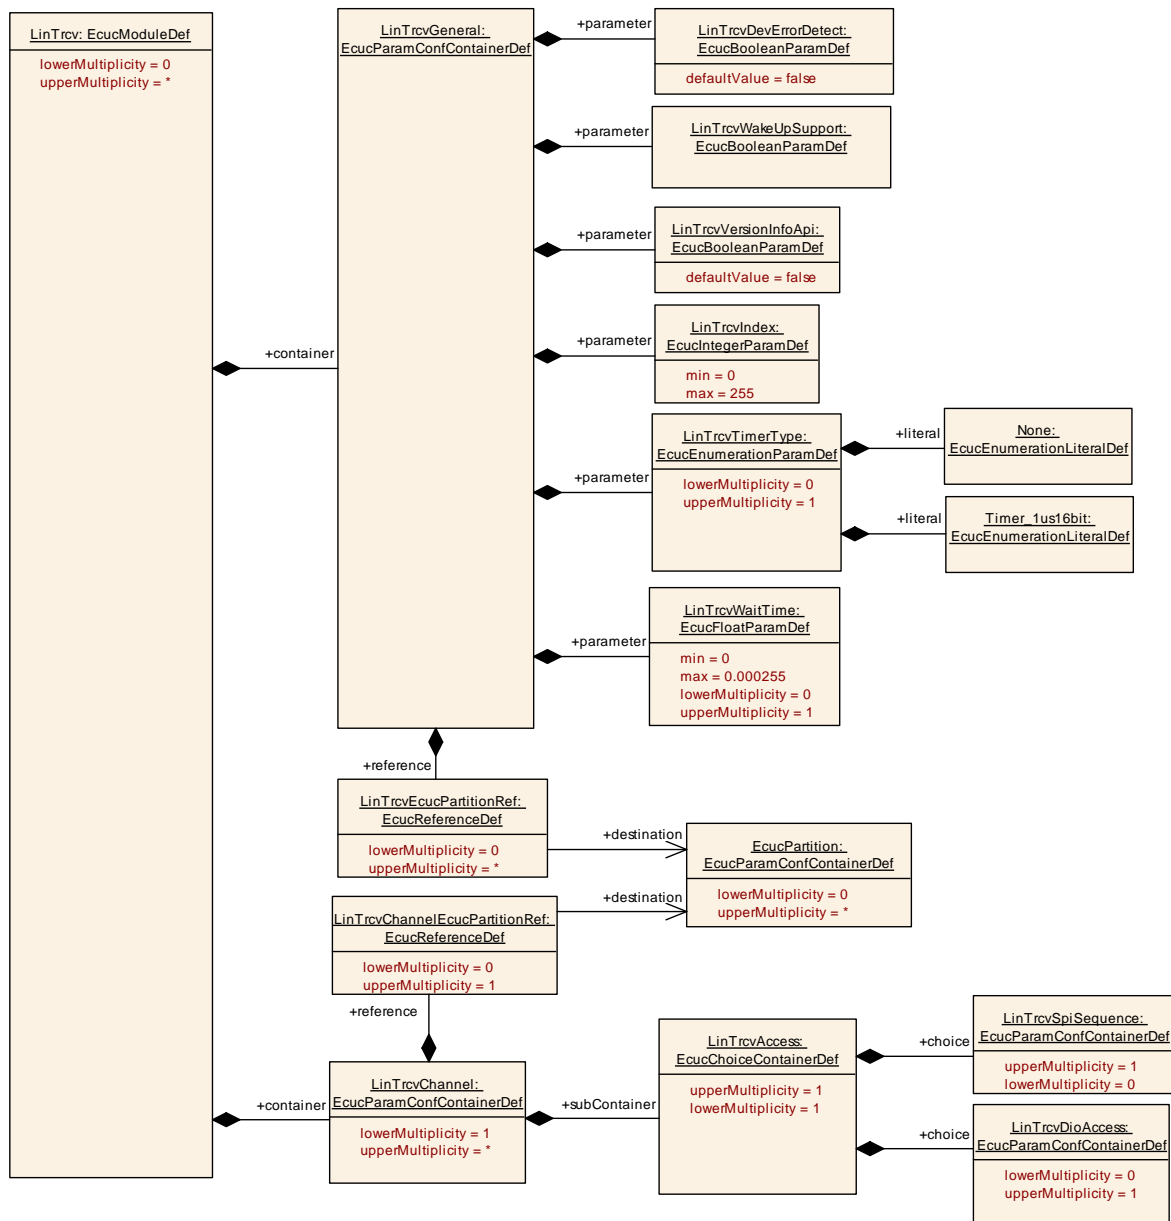 LinTrcv: EcucModuleDef
lowerMultiplicity = 0
upperMultiplicity = *
LinTrcvGeneral:
EcucParamConfContainerDef
+parameter
LinTrcvDevErrorDetect:
EcucBooleanParamDef
defaultValue = false
+parameter
LinTrcvWakeUpSupport:
EcucBooleanParamDef
+parameter
LinTrcvVersionInfoApi:
EcucBooleanParamDef
defaultValue = false
+container
+parameter
LinTrcvIndex:
EcucIntegerParamDef
min = 0
max = 255
+parameter
LinTrcvTimerType:
EcucEnumerationParamDef
lowerMultiplicity = 0
upperMultiplicity = 1
+literal
None:
EcucEnumerationLiteralDef
+literal
Timer_1us16bit:
EcucEnumerationLiteralDef
+parameter
LinTrcvWaitTime:
EcucFloatParamDef
min = 0
max = 0.000255
lowerMultiplicity = 0
upperMultiplicity = 1
+reference
LinTrcvEcucPartitionRef:
EcucReferenceDef
lowerMultiplicity = 0
upperMultiplicity = *
+destination
EcucPartition:
EcucParamConfContainerDef
lowerMultiplicity = 0
upperMultiplicity = *
+destination
LinTrcvChannelEcucPartitionRef:
EcucReferenceDef
lowerMultiplicity = 0
upperMultiplicity = 1
+reference
+container
LinTrcvChannel:
EcucParamConfContainerDef
lowerMultiplicity = 1
upperMultiplicity = *
+subContainer
LinTrcvAccess:
EcucChoiceContainerDef
upperMultiplicity = 1
lowerMultiplicity = 1
+choice
LinTrcvSpiSequence:
EcucParamConfContainerDef
upperMultiplicity = 1
lowerMultiplicity = 0
+choice
LinTrcvDioAccess:
EcucParamConfContainerDef
lowerMultiplicity = 0
upperMultiplicity = 1